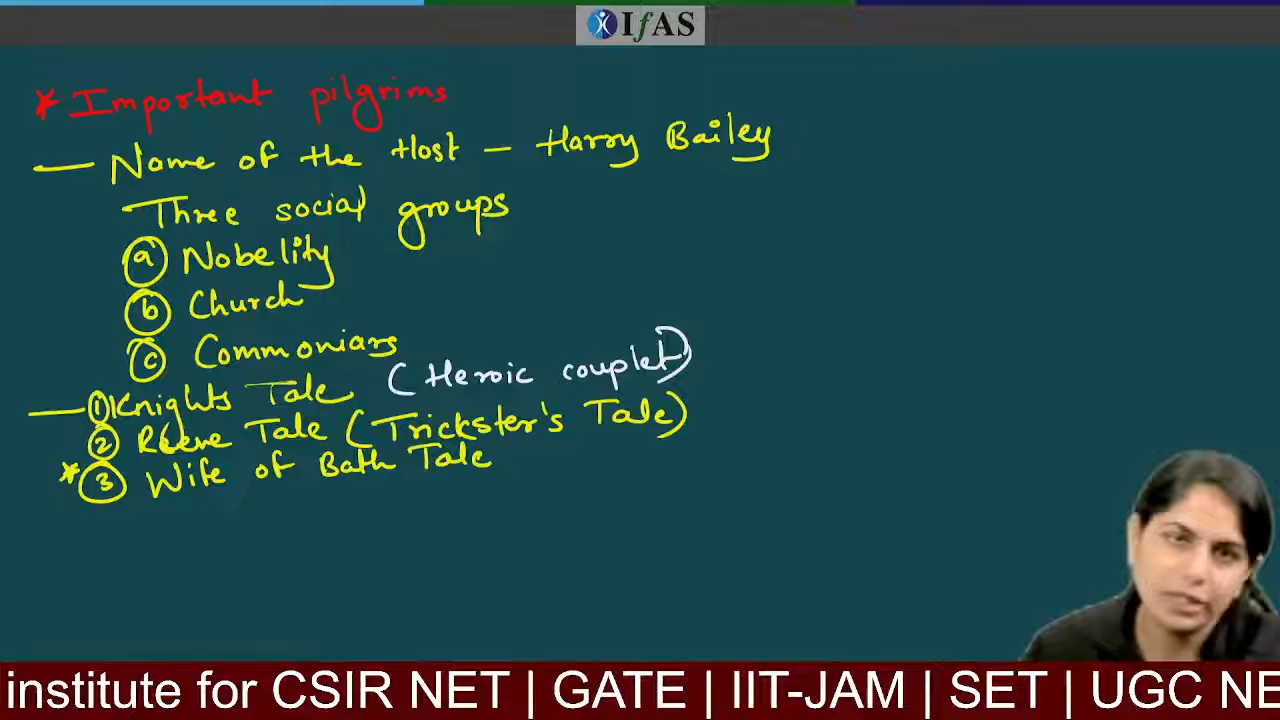 IfAS
* Important pilgrims
— Name of the Host - Harry Bailey
Three social groups
(a) Nobelity
(b) Church
(c) Commoniars
(Heroic couplet)
— (1) Knights Tale
(2) Reeve Tale (Trickster's Tale)
* (3) Wife of Bath Tale
institute for CSIR NET | GATE | IIT-JAM | SET | UGC NE